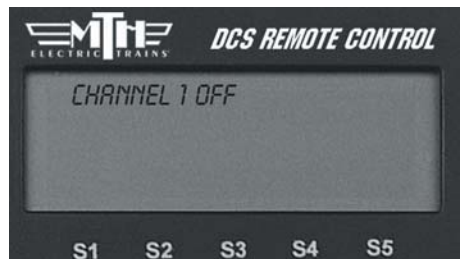 MTH
ELECTRIC TRAINS
DCS REMOTE CONTROL
CHANNEL 1 OFF
S1 S2 S3 S4 S5